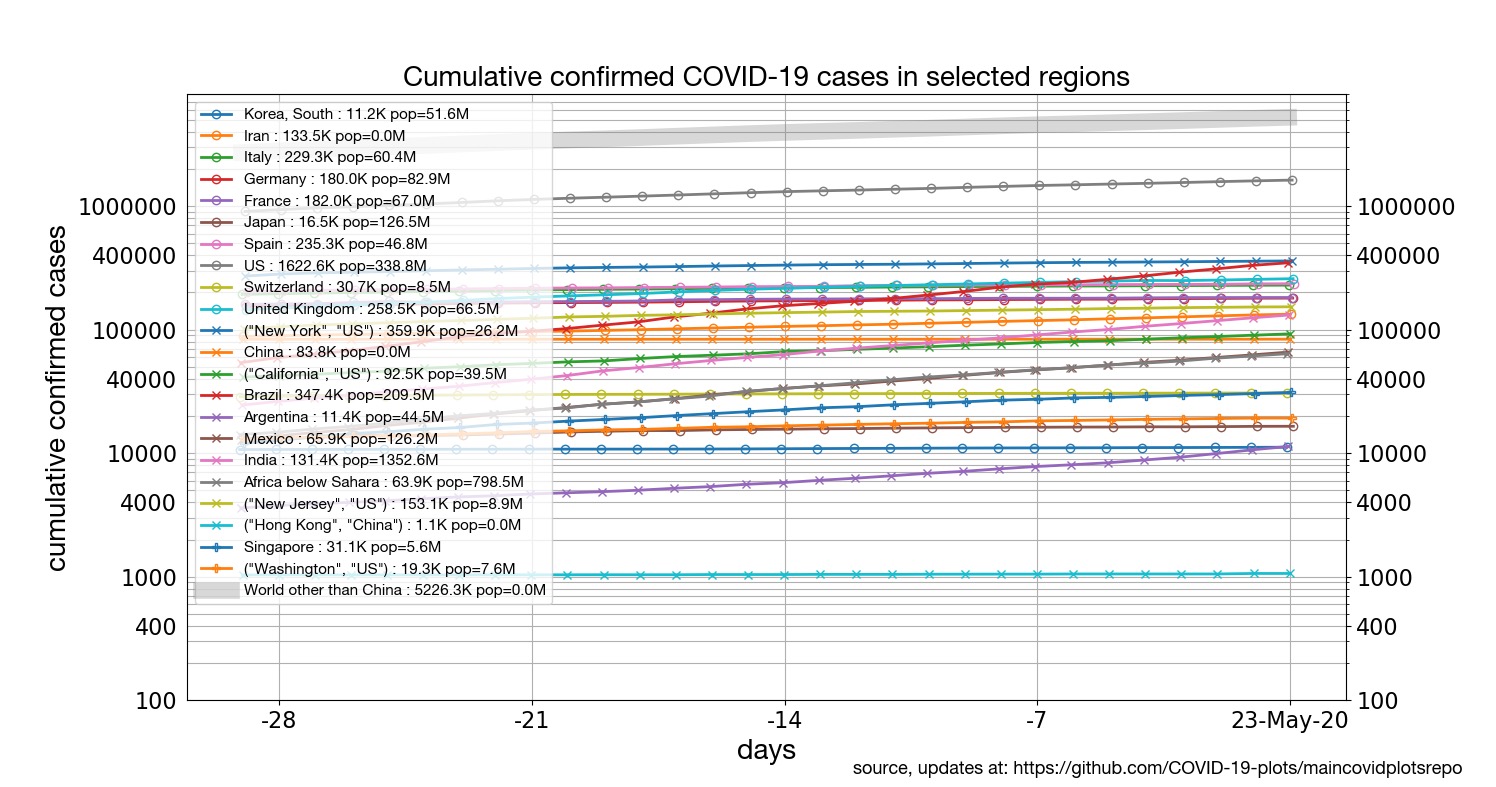 Cumulative confirmed COVID-19 cases in selected regions
cumulative confirmed cases
1000000
400000
100000
40000
10000
4000
1000
400
100
Korea, South : 11.2K pop=51.6M
Iran : 133.5K pop=0.0M
Italy : 229.3K pop=60.4M
Germany : 180.0K pop=82.9M
France : 182.0K pop=67.0M
Japan : 16.5K pop=126.5M
Spain : 235.3K pop=46.8M
US : 1622.6K pop=338.8M
Switzerland : 30.7K pop=8.5M
United Kingdom : 258.5K pop=66.5M
("New York", "US") : 359.9K pop=26.2M
China : 83.8K pop=0.0M
("California", "US") : 92.5K pop=39.5M
Brazil : 347.4K pop=209.5M
Argentina : 11.4K pop=44.5M
Mexico : 65.9K pop=126.2M
India : 131.4K pop=1352.6M
Africa below Sahara : 63.9K pop=798.5M
("New Jersey", "US") : 153.1K pop=8.9M
("Hong Kong", "China") : 1.1K pop=0.0M
Singapore : 31.1K pop=5.6M
("Washington", "US") : 19.3K pop=7.6M
World other than China : 5226.3K pop=0.0M
1000000
400000
100000
40000
10000
4000
1000
400
100
-28 -21 -14 -7 23-May-20
days
source, updates at: https://github.com/COVID-19-plots/maincovidplotsrepo